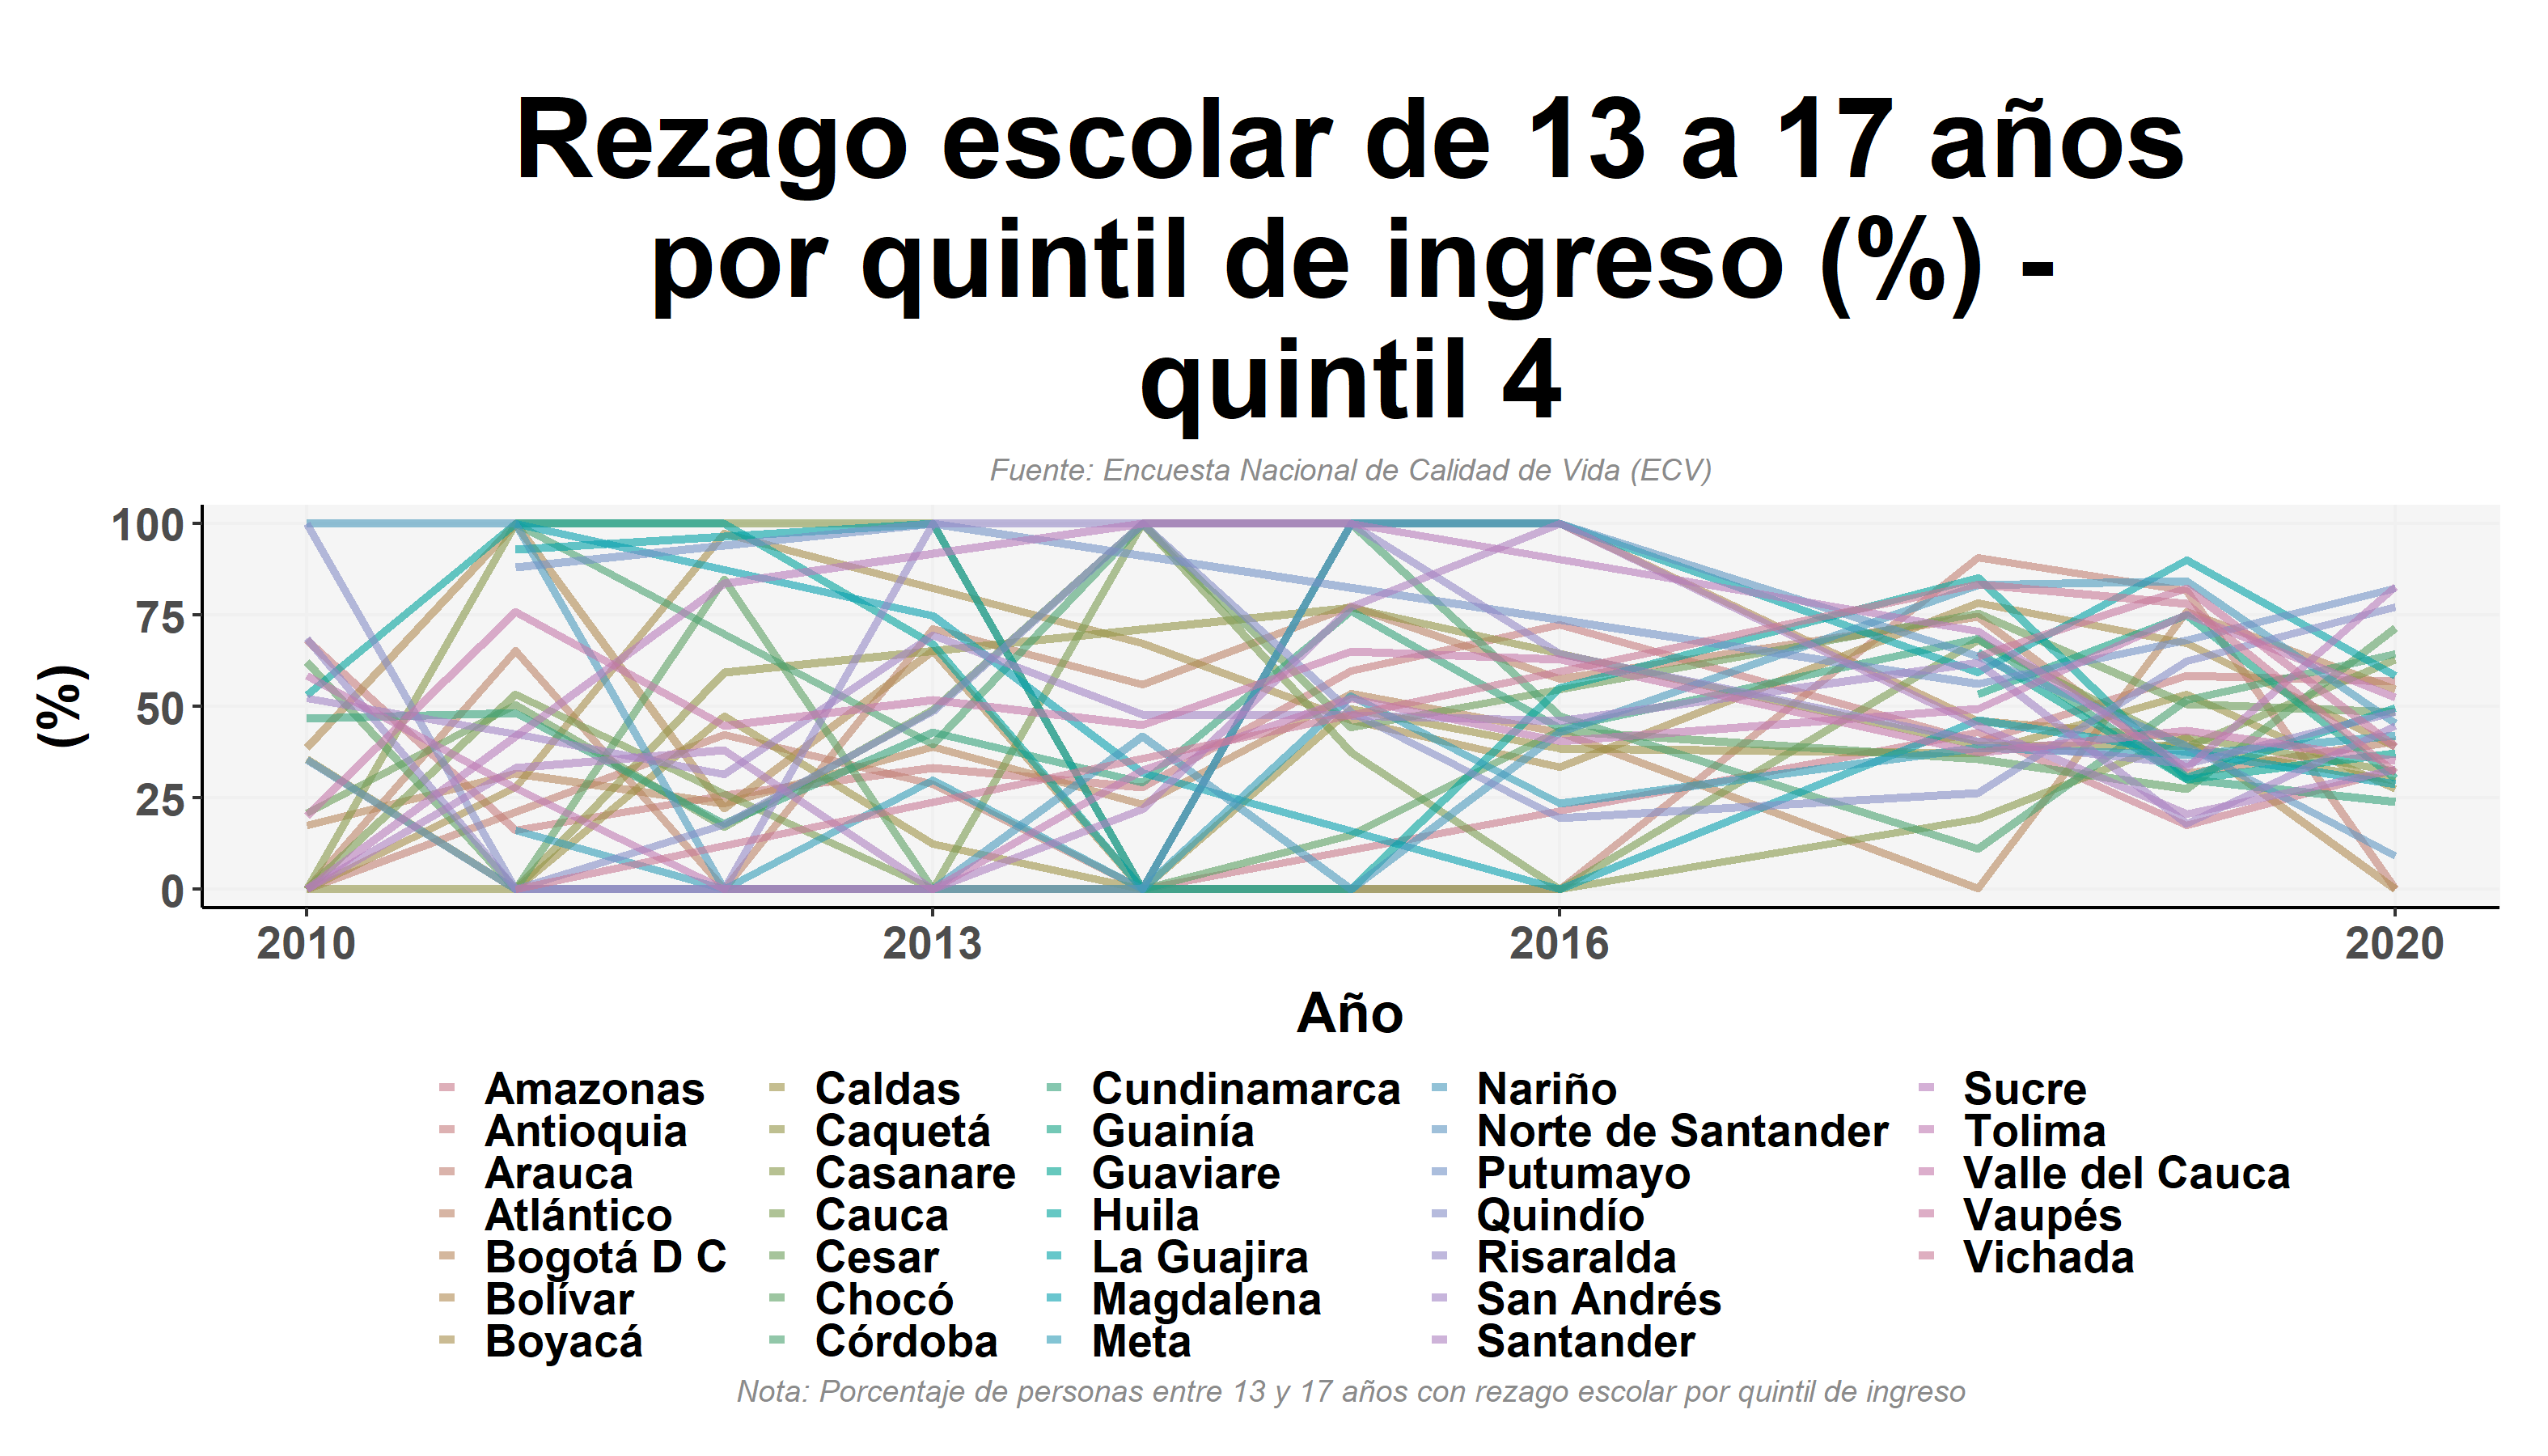 Rezago escolar de 13 a 17 años
por quintil de ingreso (%) -
quintil 4
Fuente: Encuesta Nacional de Calidad de Vida (ECV)
(%)
100
75
50
25
0
2010 2013 2016 2020
Año
Amazonas Caldas Cundinamarca Nariño Sucre
Antioquia Caquetá Guainía Norte de Santander Tolima
Arauca Casanare Guaviare Putumayo Valle del Cauca
Atlántico Cauca Huila Quindío Vaupés
Bogotá D C Cesar La Guajira Risaralda Vichada
Bolívar Chocó Magdalena San Andrés
Boyacá Córdoba Meta Santander
Nota: Porcentaje de personas entre 13 y 17 años con rezago escolar por quintil de ingreso